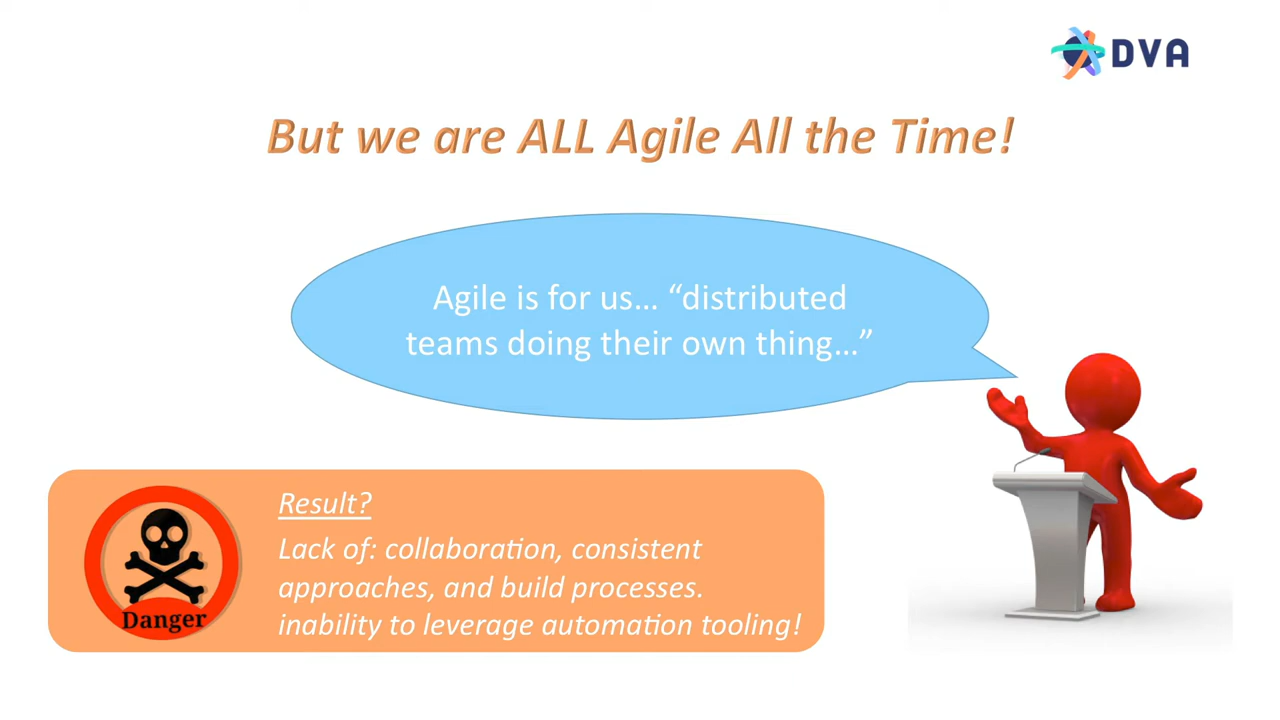 DVA
But we are ALL Agile All the Time!
Agile is for us... “distributed
teams doing their own thing...”
Result?
Lack of: collaboration, consistent
approaches, and build processes.
inability to leverage automation tooling!
Danger